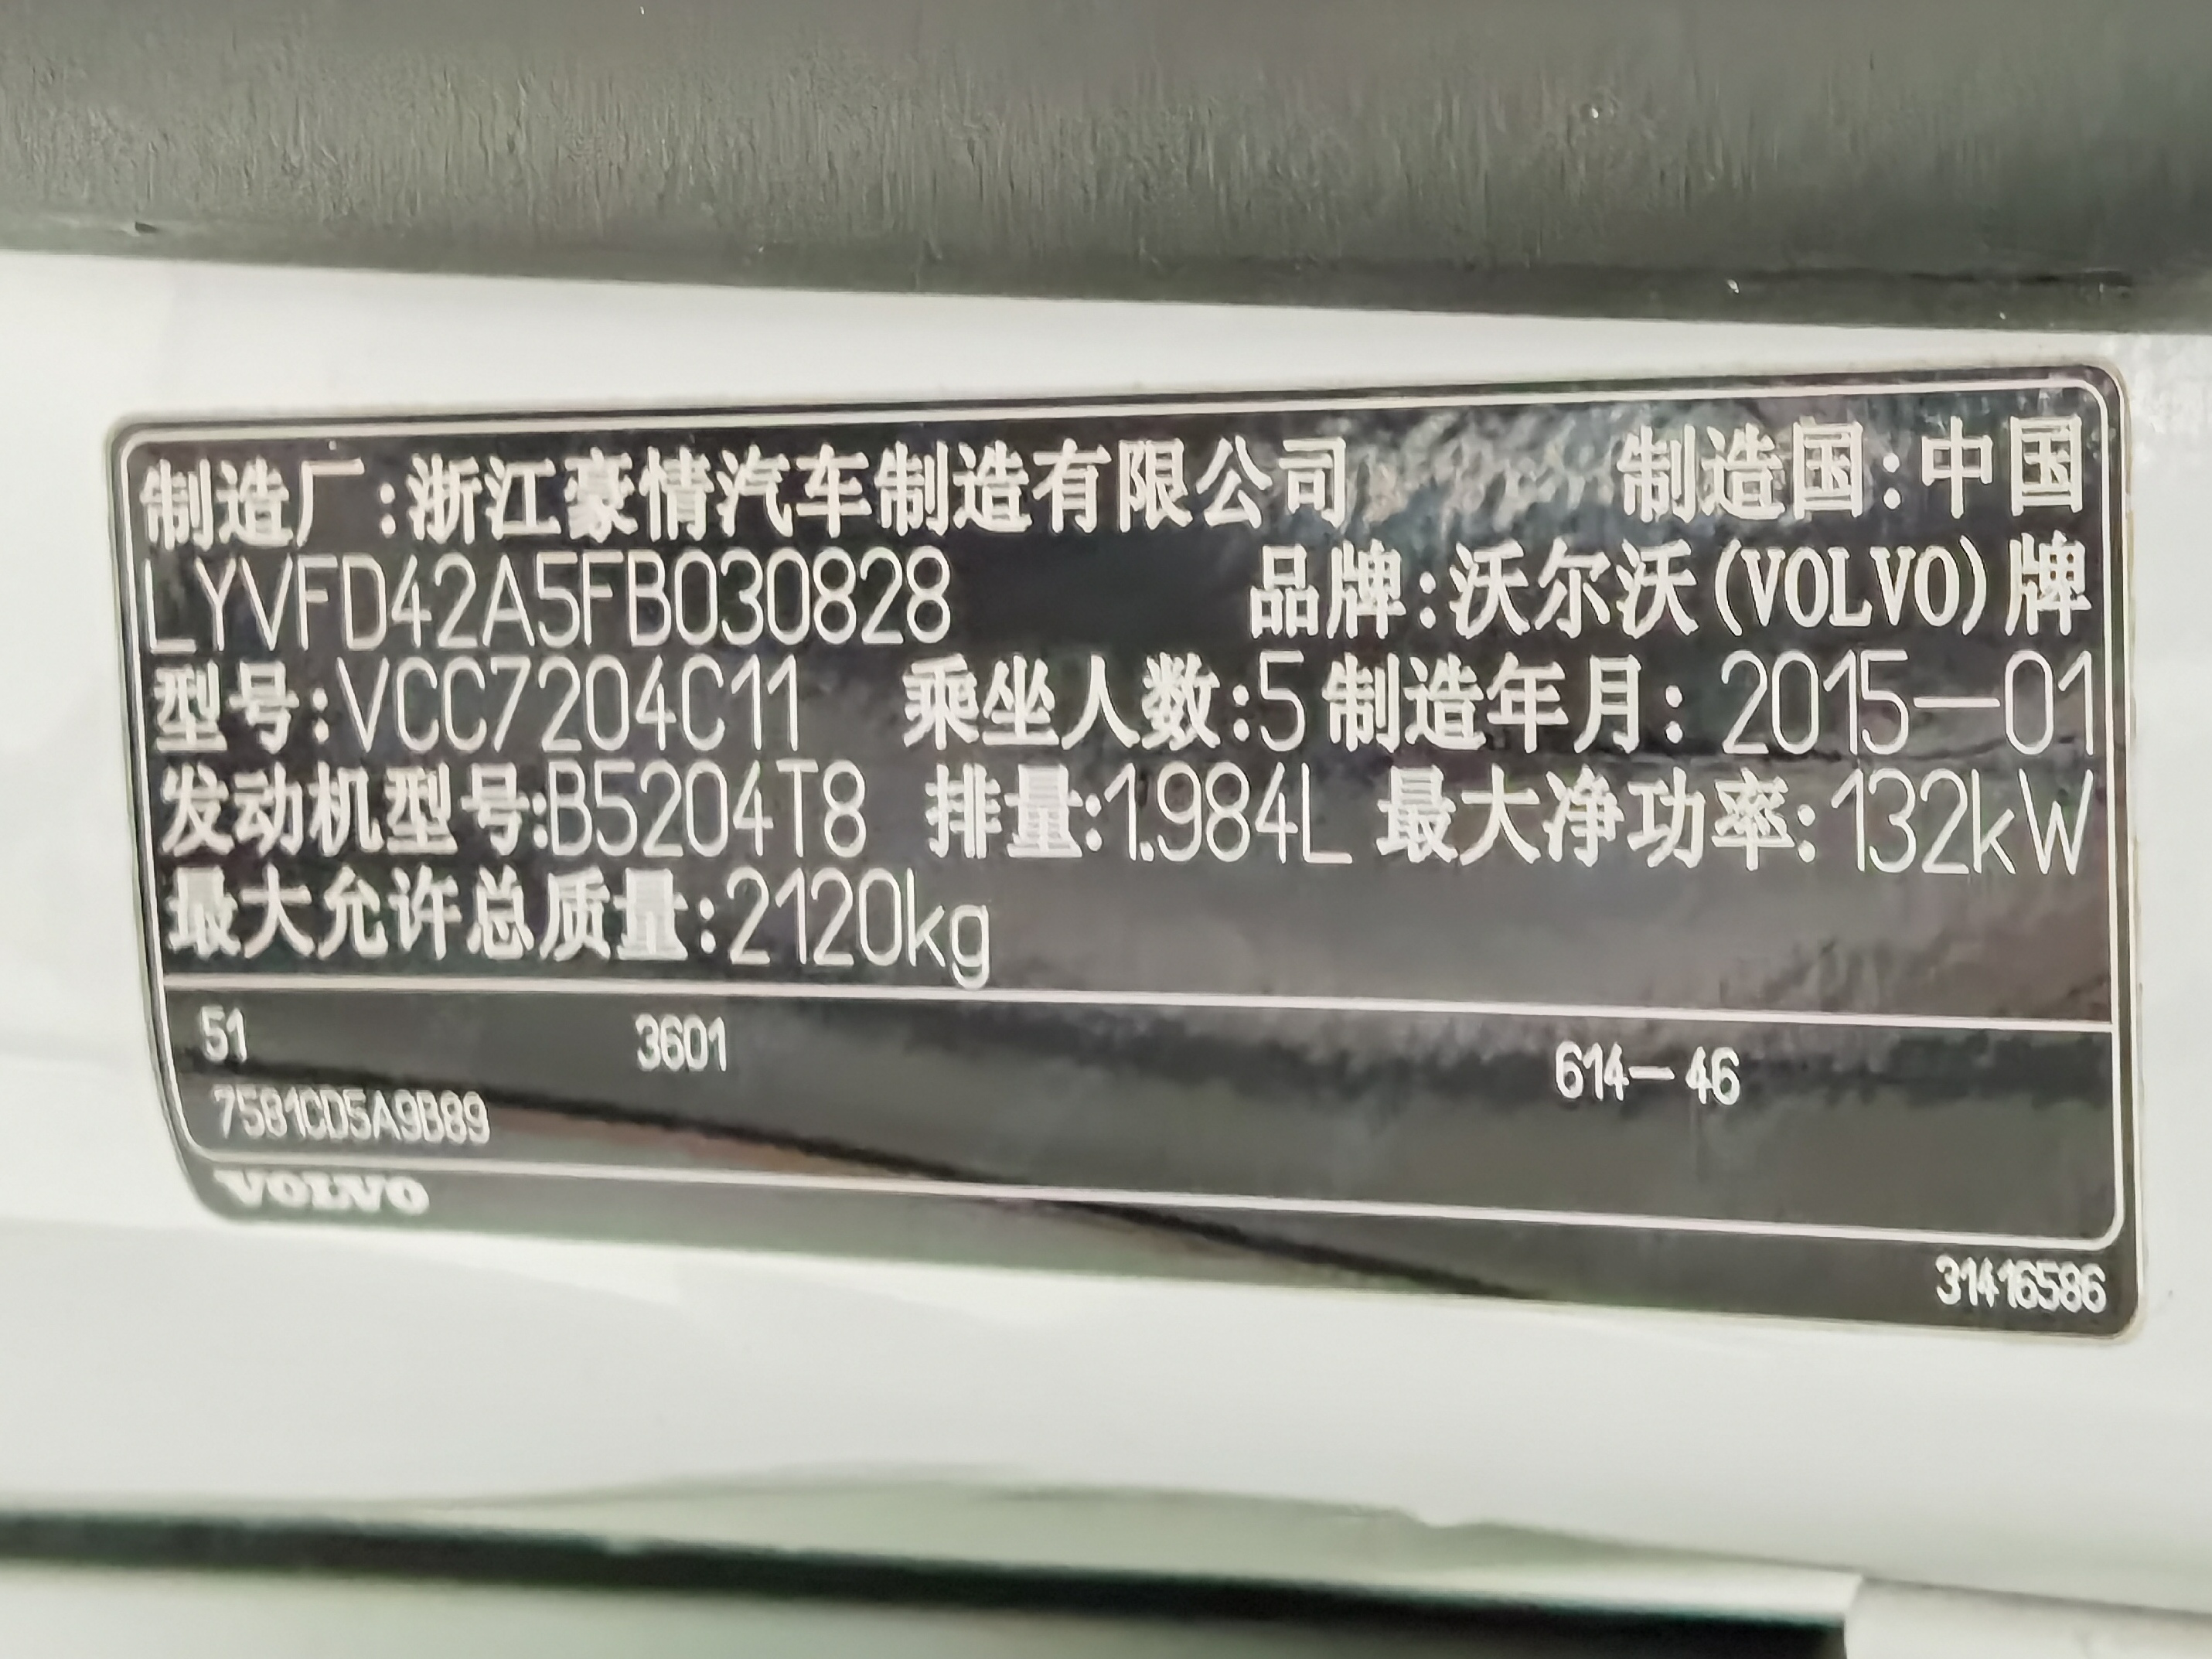 制造厂:浙江豪情汽车制造有限公司 制造国:中国
LYVFD42A5FB030828 品牌:沃尔沃(VOLVO)牌
型号:VCC7204C11 乘坐人数:5 制造年月:2015-01
发动机型号:B5204T8 排量:1.984L 最大净功率:132kW
最大允许总质量:2120kg
51 3601 614-46
7581CD5A9B89
VOLVO
31416586